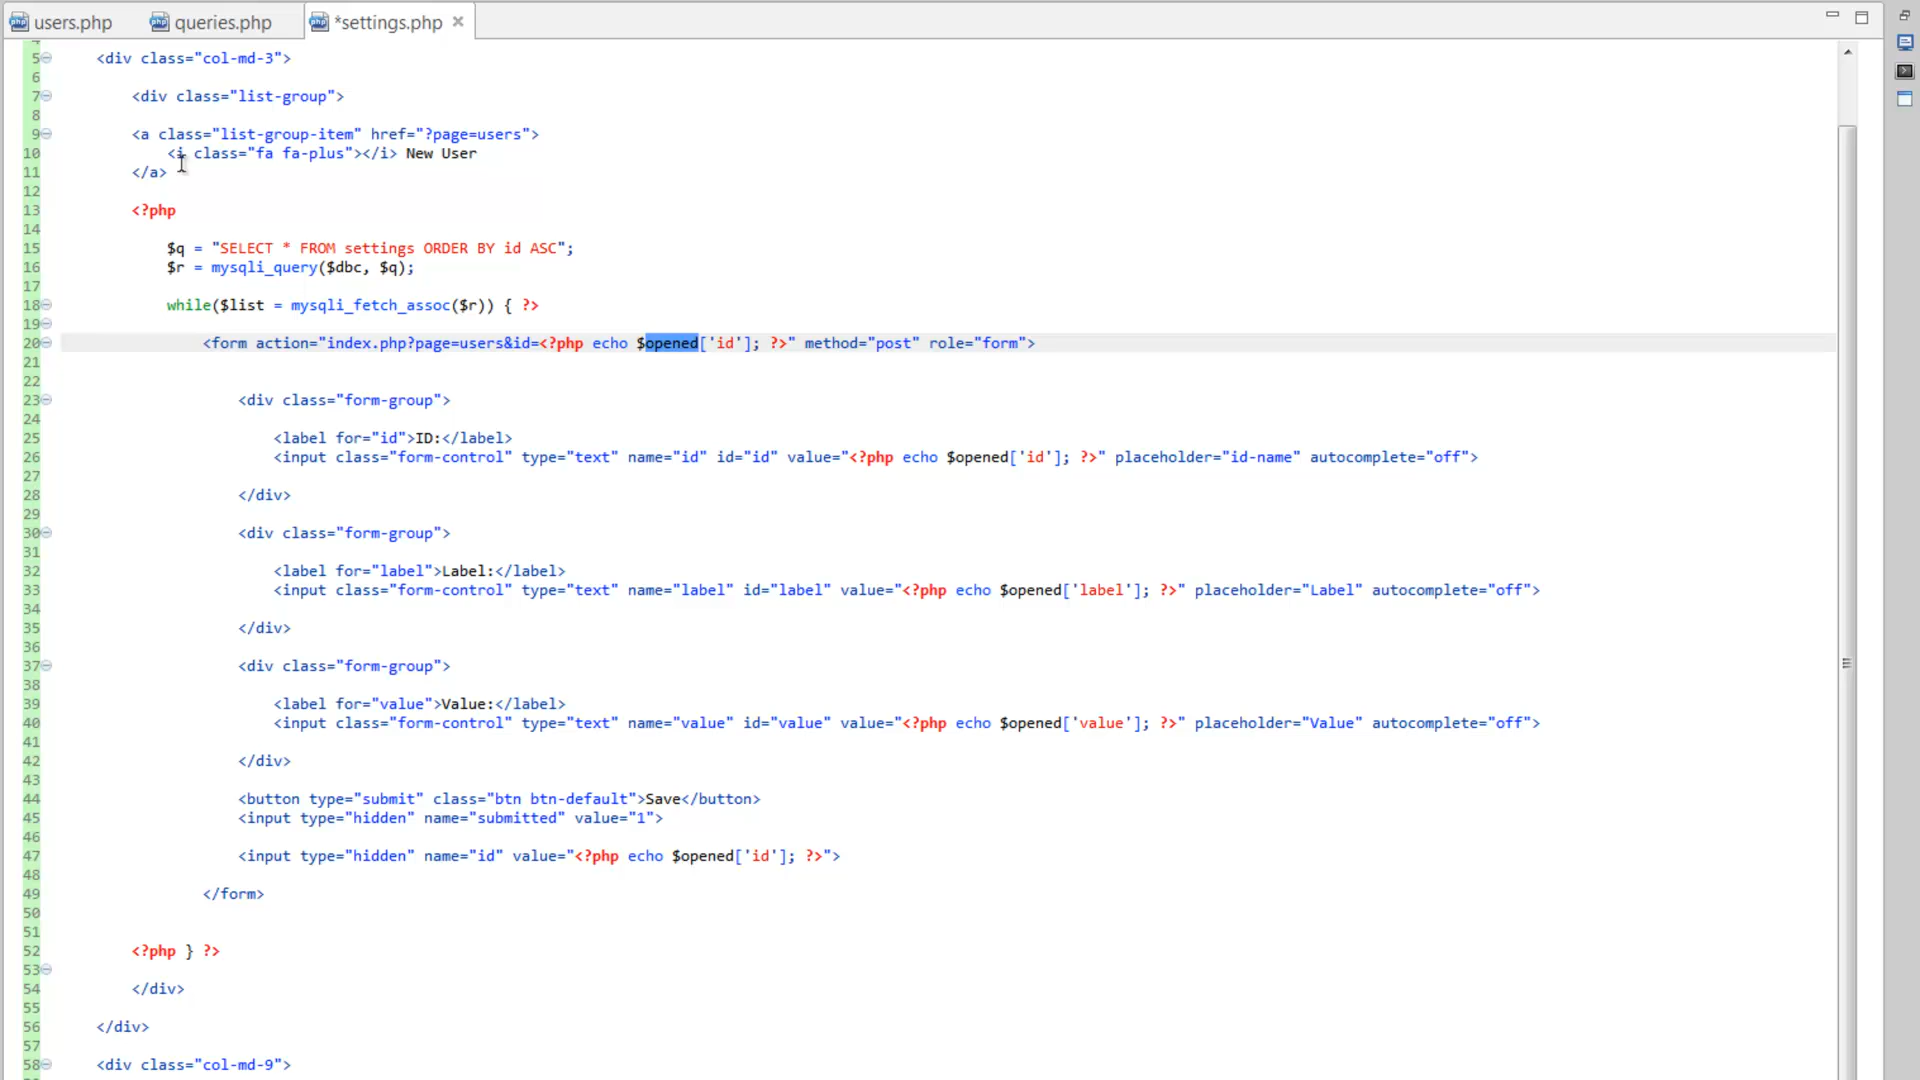 users.php queries.php *settings.php
5 <div class="col-md-3">
6
7 <div class="list-group">
8
9 <a class="list-group-item" href="?page=users">
10 <i class="fa fa-plus"></i> New User
11 </a>
12
13 <?php
14
15 $q = "SELECT * FROM settings ORDER BY id ASC";
16 $r = mysqli_query($dbc, $q);
17
18 while($list = mysqli_fetch_assoc($r)) { ?>
19
20 <form action="index.php?page=users&id=<?php echo $opened['id']; ?>" method="post" role="form">
21
22
23 <div class="form-group">
24
25 <label for="id">ID:</label>
26 <input class="form-control" type="text" name="id" id="id" value="<?php echo $opened['id']; ?>" placeholder="id-name" autocomplete="off">
27
28 </div>
29
30 <div class="form-group">
31
32 <label for="label">Label:</label>
33 <input class="form-control" type="text" name="label" id="label" value="<?php echo $opened['label']; ?>" placeholder="Label" autocomplete="off">
34
35 </div>
36
37 <div class="form-group">
38
39 <label for="value">Value:</label>
40 <input class="form-control" type="text" name="value" id="value" value="<?php echo $opened['value']; ?>" placeholder="Value" autocomplete="off">
41
42 </div>
43
44 <button type="submit" class="btn btn-default">Save</button>
45 <input type="hidden" name="submitted" value="1">
46
47 <input type="hidden" name="id" value="<?php echo $opened['id']; ?>">
48
49 </form>
50
51
52 <?php } ?>
53
54 </div>
55
56 </div>
57
58 <div class="col-md-9">